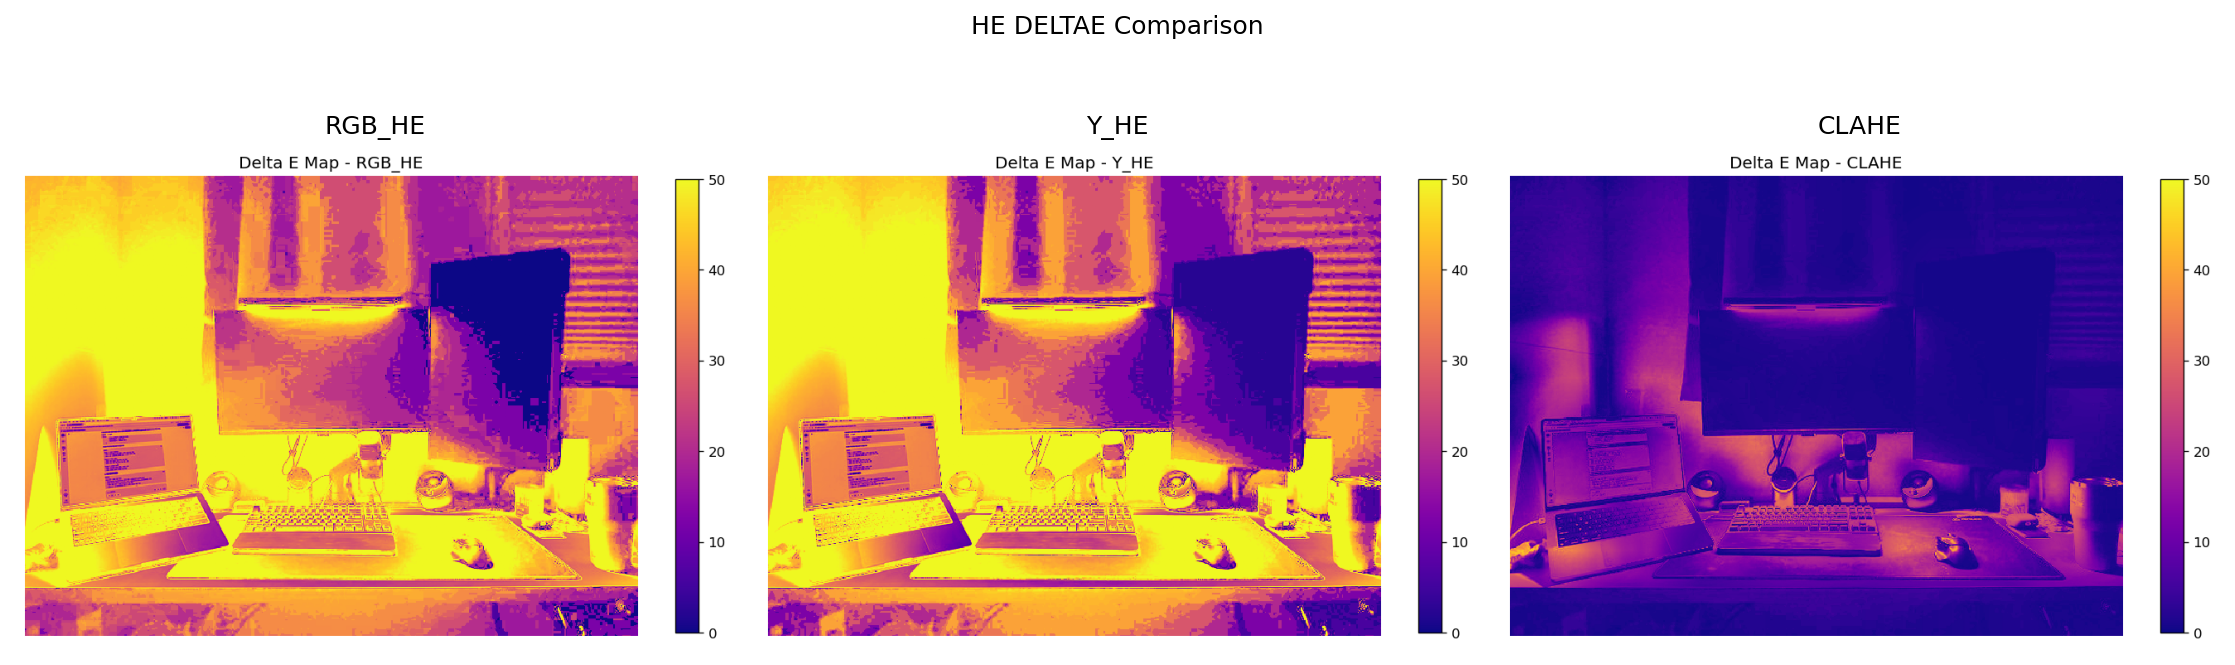 HE DELTAE Comparison
RGB_HE
Delta E Map - RGB_HE
50
40
30
20
10
0
Y_HE
Delta E Map - Y_HE
50
40
30
20
10
0
CLAHE
Delta E Map - CLAHE
50
40
30
20
10
0